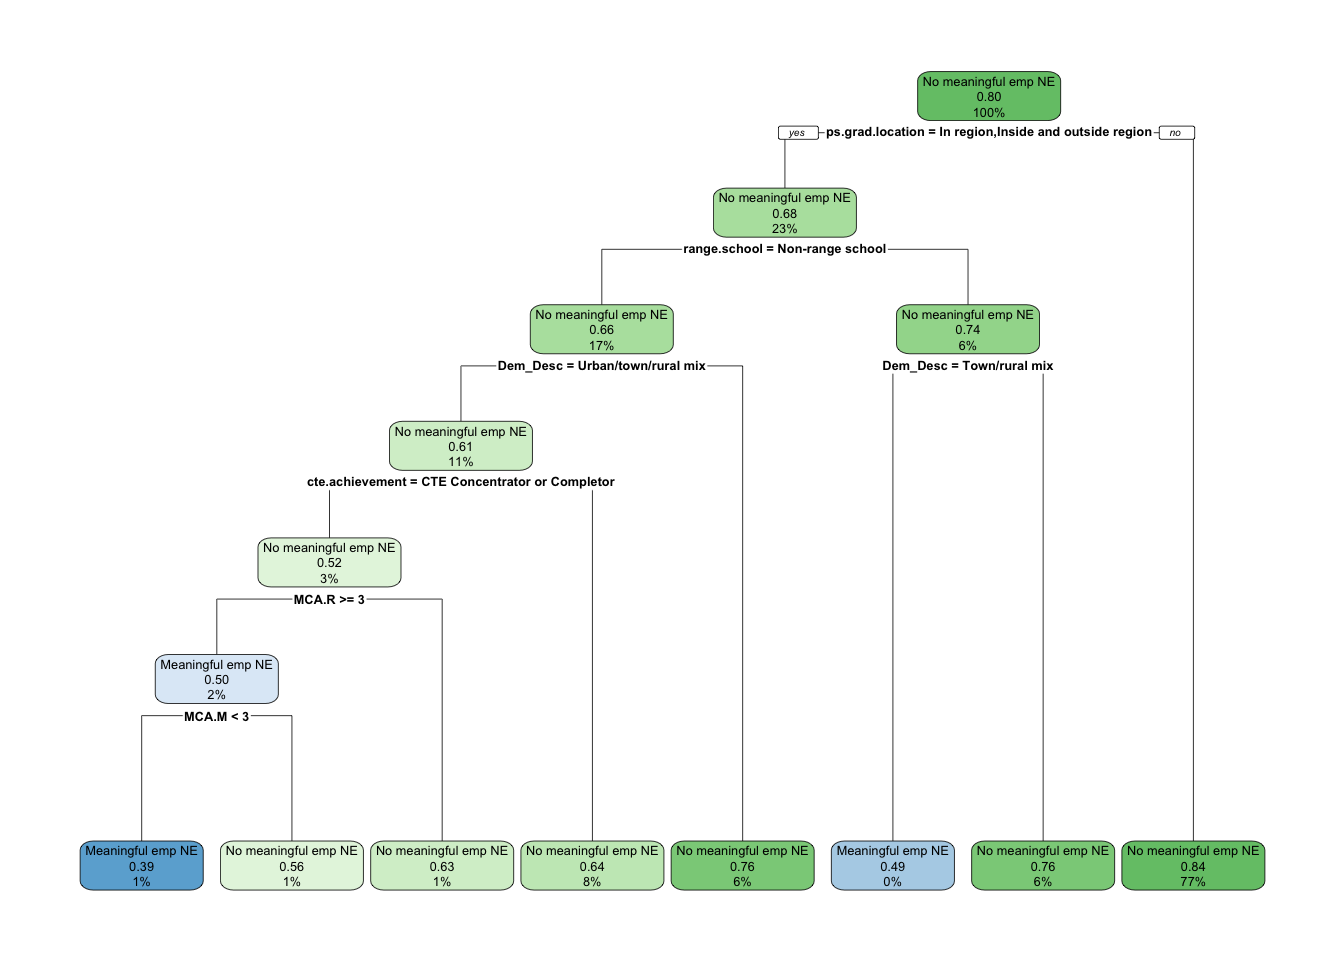 No meaningful emp NE
0.80
100%
yes
ps.grad.location = In region,Inside and outside region
no
No meaningful emp NE
0.68
23%
range.school = Non-range school
No meaningful emp NE
0.66
17%
No meaningful emp NE
0.74
6%
Dem_Desc = Urban/town/rural mix
Dem_Desc = Town/rural mix
No meaningful emp NE
0.61
11%
cte.achievement = CTE Concentrator or Completor
No meaningful emp NE
0.52
3%
MCA.R >= 3
Meaningful emp NE
0.50
2%
MCA.M < 3
Meaningful emp NE
0.39
1%
No meaningful emp NE
0.56
1%
No meaningful emp NE
0.63
1%
No meaningful emp NE
0.64
8%
No meaningful emp NE
0.76
6%
Meaningful emp NE
0.49
0%
No meaningful emp NE
0.76
6%
No meaningful emp NE
0.84
77%